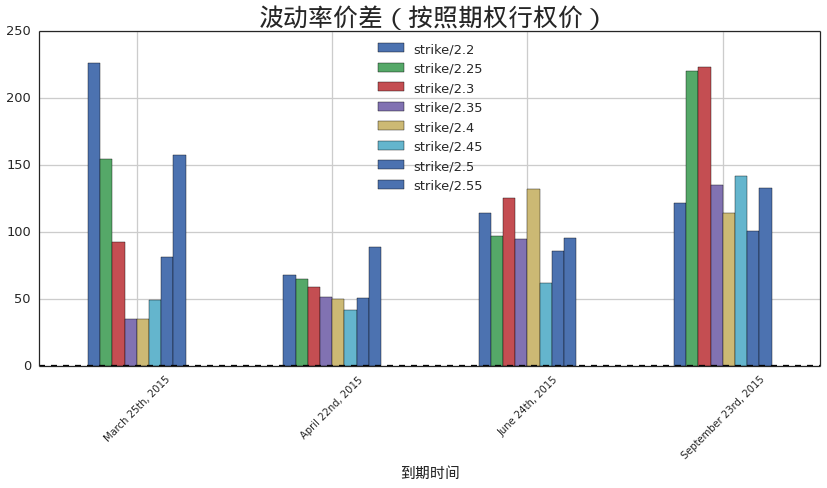 波动率价差（按照期权行权价）
250
200
150
100
50
0
strike/2.2
strike/2.25
strike/2.3
strike/2.35
strike/2.4
strike/2.45
strike/2.5
strike/2.55
March 25th, 2015
April 22nd, 2015
June 24th, 2015
September 23rd, 2015
到期时间